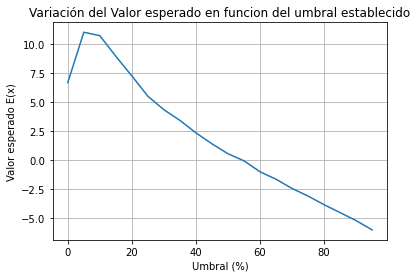 Variación del Valor esperado en funcion del umbral establecido
Valor esperado E(x)
10.0
7.5
5.0
2.5
0.0
−2.5
−5.0
0 20 40 60 80
Umbral (%)